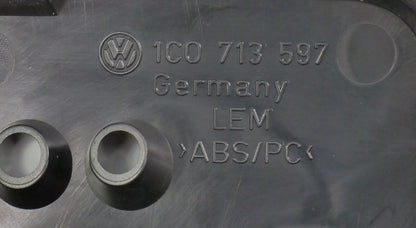 1C0 713 597
Germany
LEM
>ABS/PC<